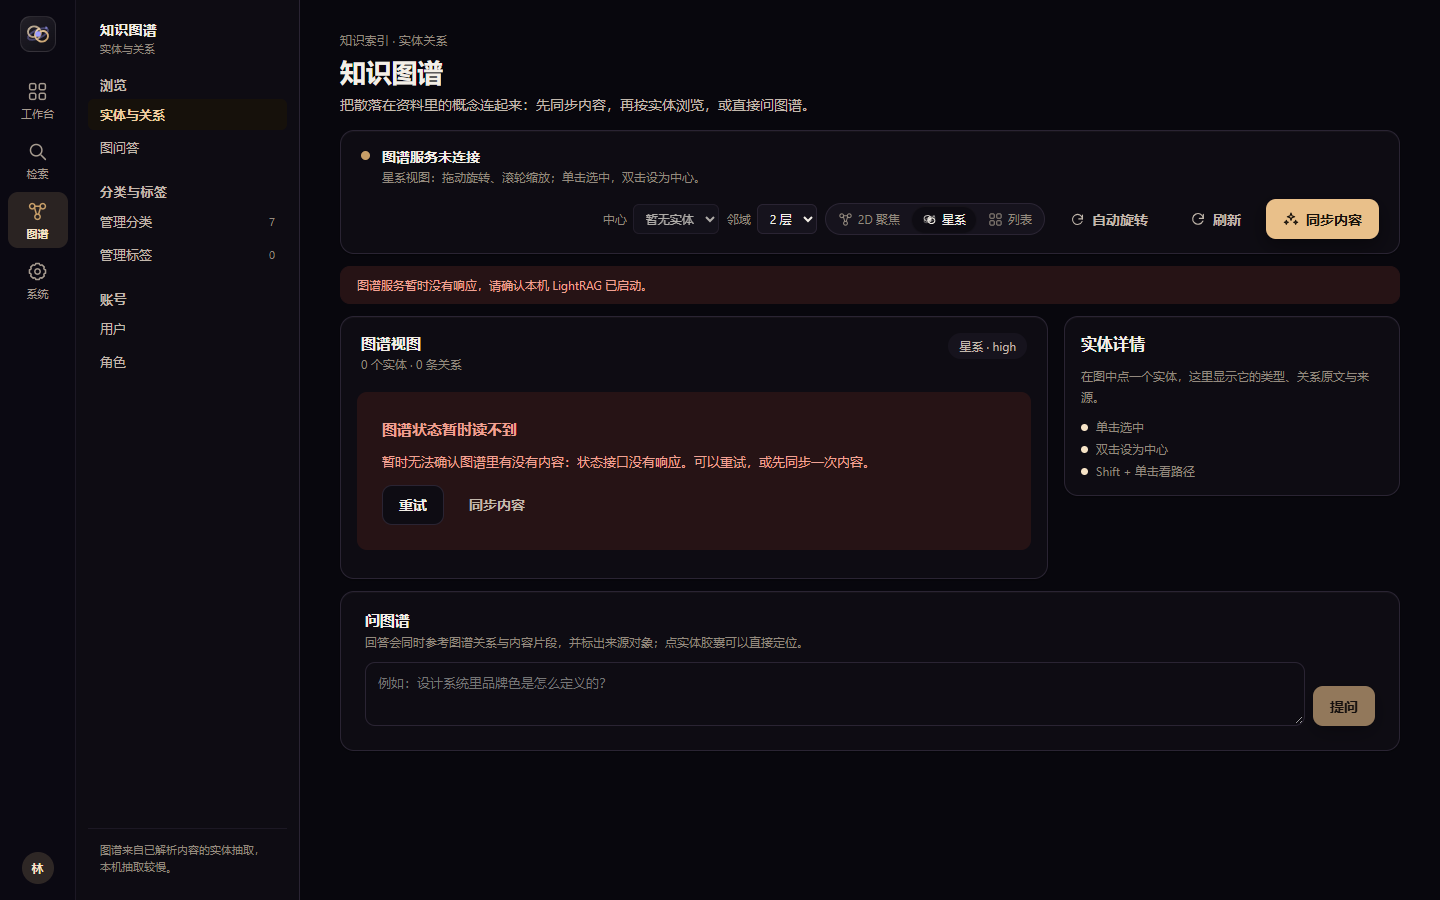 工作台
检索
图谱
系统
林
知识图谱
实体与关系
浏览
实体与关系
图问答
分类与标签
管理分类 7
管理标签 0
账号
用户
角色
图谱来自已解析内容的实体抽取，
本机抽取较慢。
知识索引 · 实体关系
知识图谱
把散落在资料里的概念连起来：先同步内容，再按实体浏览，或直接问图谱。
图谱服务未连接
星系视图：拖动旋转、滚轮缩放；单击选中，双击设为中心。
中心 暂无实体 邻域 2 层 2D 聚焦 星系 列表 自动旋转 刷新 同步内容
图谱服务暂时没有响应，请确认本机 LightRAG 已启动。
图谱视图
0 个实体 · 0 条关系
星系 · high
图谱状态暂时读不到
暂时无法确认图谱里有没有内容：状态接口没有响应。可以重试，或先同步一次内容。
重试 同步内容
实体详情
在图中点一个实体，这里显示它的类型、关系原文与来
源。
单击选中
双击设为中心
Shift + 单击看路径
问图谱
回答会同时参考图谱关系与内容片段，并标出来源对象；点实体胶囊可以直接定位。
例如：设计系统里品牌色是怎么定义的？
提问